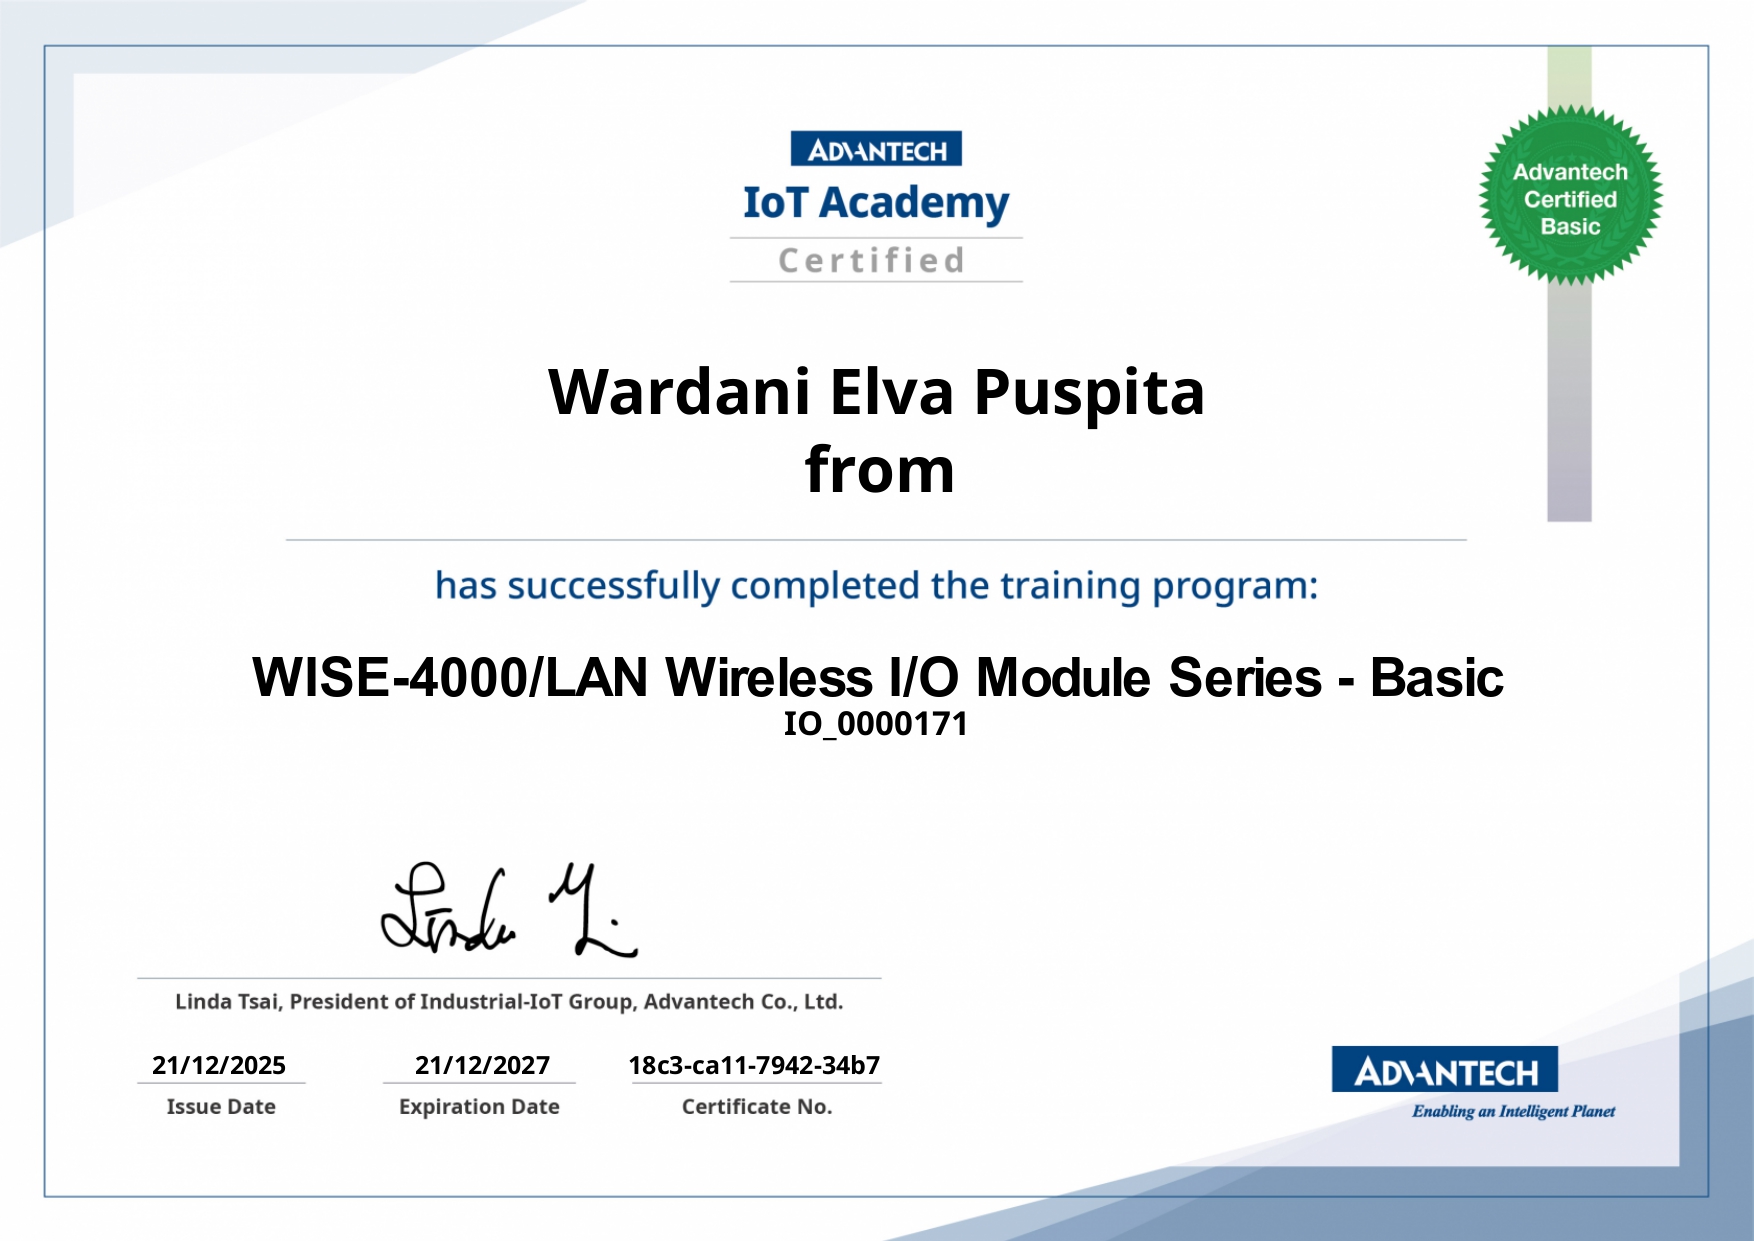 ADVANTECH
IoT Academy
Certified
Advantech
Certified
Basic
Wardani Elva Puspita
from
has successfully completed the training program:
WISE-4000/LAN Wireless I/O Module Series - Basic
IO_0000171
Linda Tsai, President of Industrial-IoT Group, Advantech Co., Ltd.
21/12/2025 21/12/2027 18c3-ca11-7942-34b7
Issue Date Expiration Date Certificate No.
ADVANTECH
Enabling an Intelligent Planet